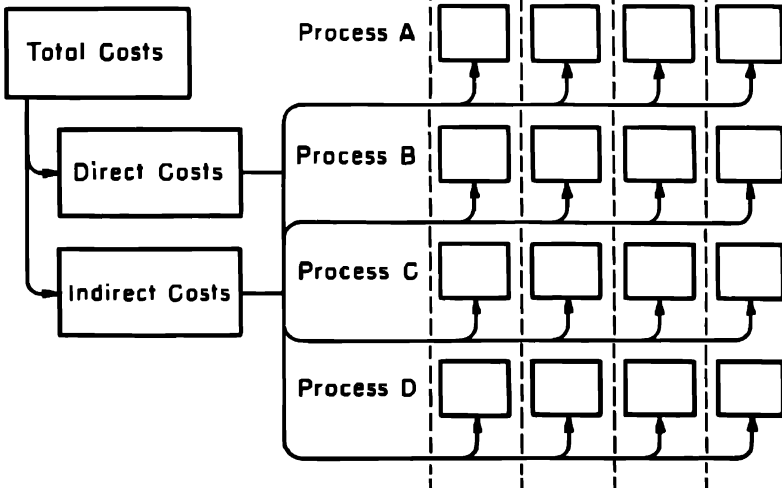 Total Costs
Direct Costs
Indirect Costs
Process A
Process B
Process C
Process D